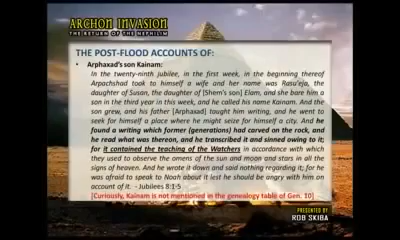 ARCHON INVASION
THE RETURN OF THE NEPHILIM
THE POST-FLOOD ACCOUNTS OF:
• Arphaxad's son Kainam:
In the twenty-ninth jubilee, in the first week, in the beginning thereof
Arpachshad took to himself a wife and her name was Rasu'eja, the
daughter of Susan, the daughter of [Shem's son] Elam, and she bare him a
son in the third year in this week, and he called his name Kainam. And the
son grew, and his father [Arphaxad] taught him writing, and he went to
seek for himself a place where he might seize for himself a city. And he
found a writing which former (generations) had carved on the rock, and
he read what was thereon, and he transcribed it and sinned owing to it;
for it contained the teaching of the Watchers in accordance with which
they used to observe the omens of the sun and moon and stars in all the
signs of heaven. And he wrote it down and said nothing regarding it; for he
was afraid to speak to Noah about it lest he should be angry with him on
account of it. - Jubilees 8:1-5
[Curiously, Kainam is not mentioned in the genealogy table of Gen. 10]
PRESENTED BY
ROB SKIBA